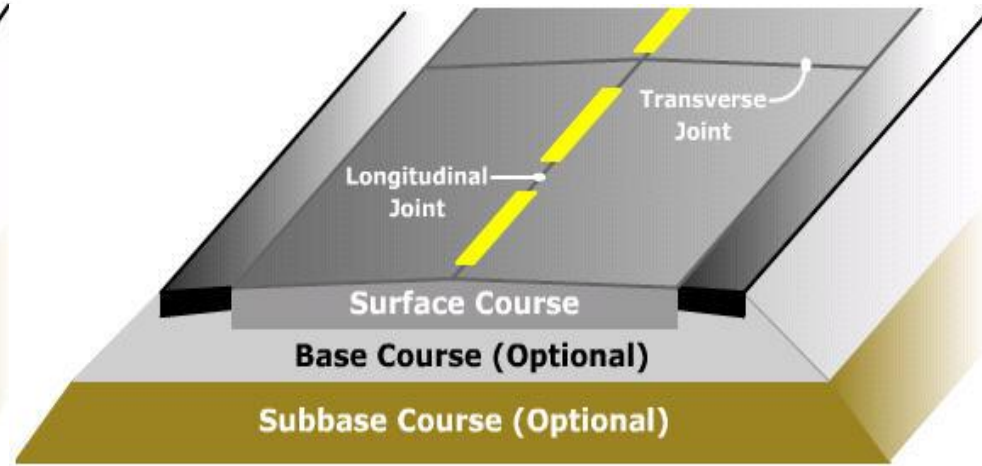 Transverse
Joint
Longitudinal
Joint
Surface Course
Base Course (Optional)
Subbase Course (Optional)